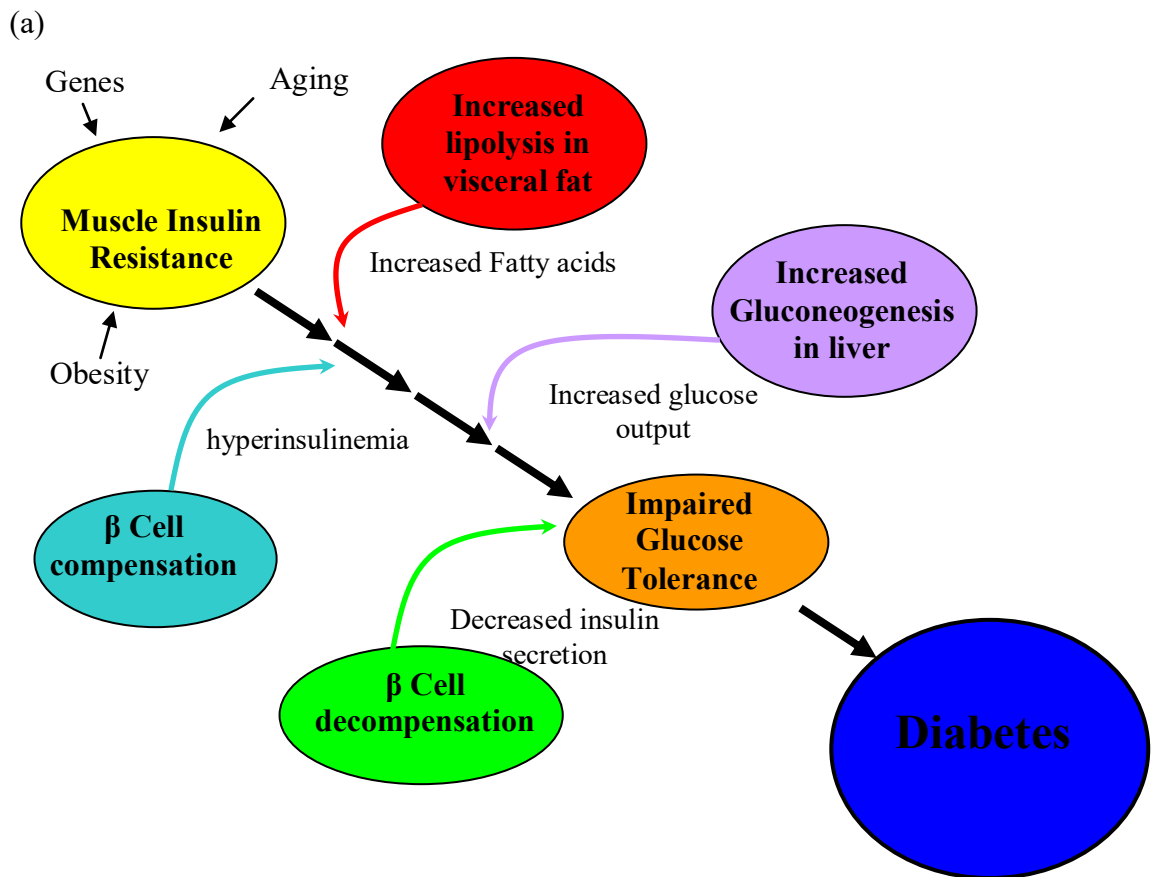 (a)
Genes
Aging
Muscle Insulin
Resistance
Obesity
Increased
lipolysis in
visceral fat
Increased Fatty acids
Increased
Gluconeogenesis
in liver
Increased glucose
output
hyperinsulinemia
β Cell
compensation
Impaired
Glucose
Tolerance
Decreased insulin
secretion
β Cell
decompensation
Diabetes